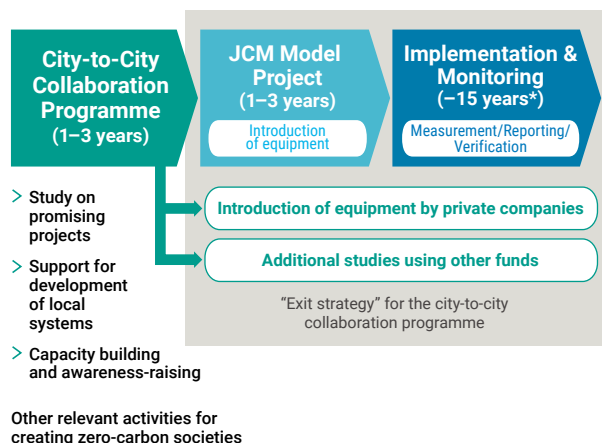 City-to-City
Collaboration
Programme
(1–3 years)
JCM Model
Project
(1–3 years)
Introduction
of equipment
Implementation &
Monitoring
(–15 years*)
Measurement/Reporting/
Verification
> Study on
promising
projects
> Support for
development
of local
systems
> Capacity building
and awareness-raising
Introduction of equipment by private companies
Additional studies using other funds
"Exit strategy" for the city-to-city
collaboration programme
Other relevant activities for
creating zero-carbon societies